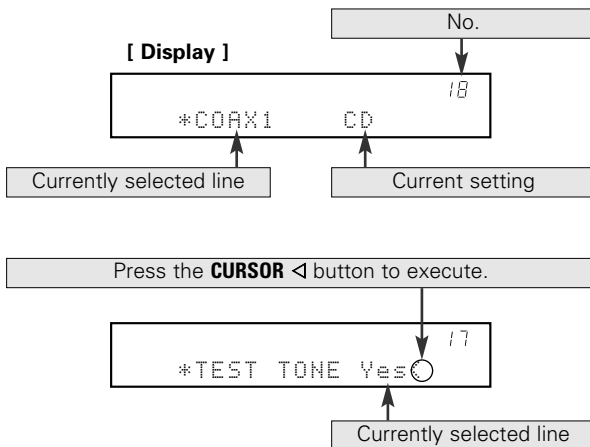 No.
[ Display ]
18
*COAX1 CD
Currently selected line
Current setting
Press the CURSOR ◁ button to execute.
17
*TEST TONE Yes
Currently selected line